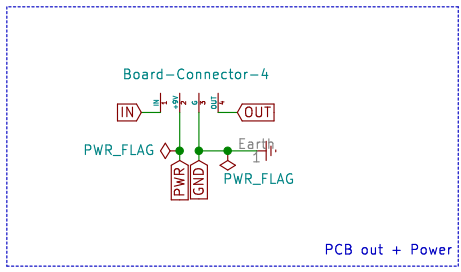 Board-Connector-4
IN
+9V
G
OUT
1
2
3
4
IN
OUT
PWR_FLAG
Earth
1
PWR
GND
PWR_FLAG
PCB out + Power